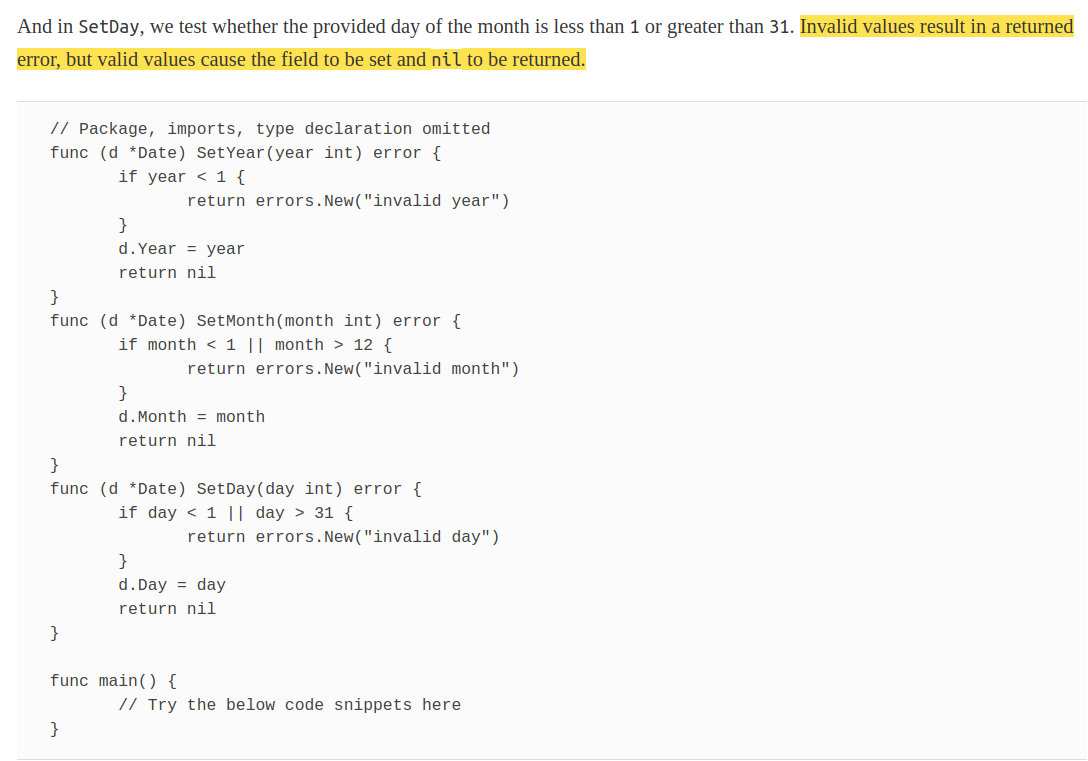 And in SetDay, we test whether the provided day of the month is less than 1 or greater than 31. Invalid values result in a returned
error, but valid values cause the field to be set and nil to be returned.
// Package, imports, type declaration omitted
func (d *Date) SetYear(year int) error {
if year < 1 {
return errors.New("invalid year")
}
d.Year = year
return nil
}
func (d *Date) SetMonth(month int) error {
if month < 1 || month > 12 {
return errors.New("invalid month")
}
d.Month = month
return nil
}
func (d *Date) SetDay(day int) error {
if day < 1 || day > 31 {
return errors.New("invalid day")
}
d.Day = day
return nil
}
func main() {
// Try the below code snippets here
}